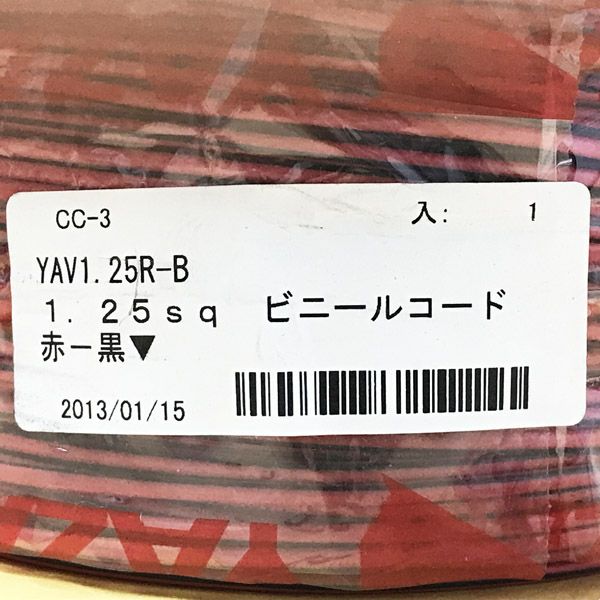 CC-3 入: 1
YAV1.25R-B
1.25sq ビニールコード
赤ー黒▼
2013/01/15
YAZA